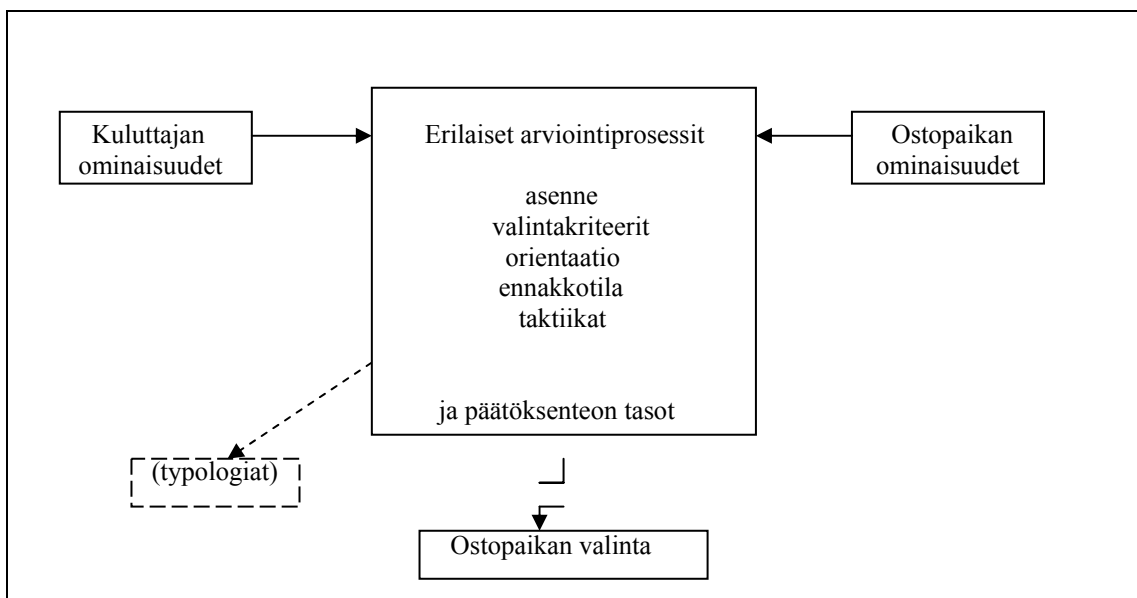 Kuluttajan
ominaisuudet
Erilaiset arviointiprosessit
asenne
valintakriteerit
orientaatio
ennakkotila
taktiikat
ja päätöksenteon tasot
Ostopaikan
ominaisuudet
(typologiat)
Ostopaikan valinta